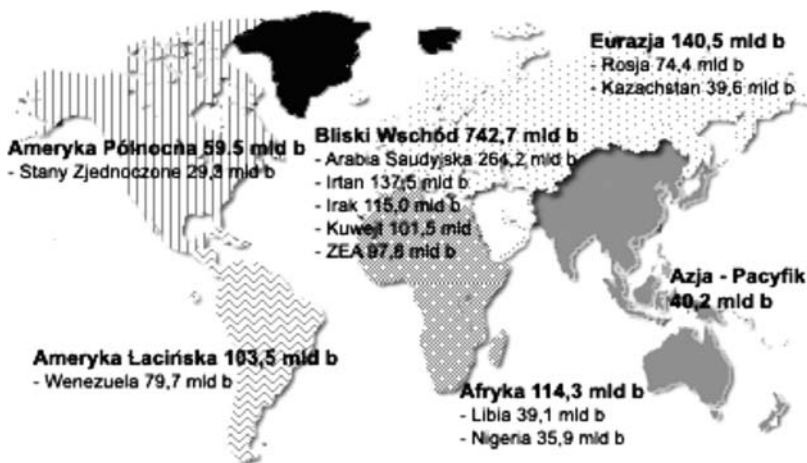 Eurazja 140,5 mld b
- Rosja 74,4 mld b
- Kazachstan 39,6 mld b
Ameryka Północna 59.5 mld b
- Stany Zjednoczone 29,3 mld b
Bliski Wschód 742,7 mld b
- Arabia Saudyjska 264,2 mld b
- Irtan 137,5 mld b
- Irak 115,0 mld b
- Kuwejt 101,5 mld
- ZEA 97,8 mld b
Azja - Pacyfik
40,2 mld b
Ameryka Łacińska 103,5 mld b
- Wenezuela 79,7 mld b
Afryka 114,3 mld b
- Libia 39,1 mld b
- Nigeria 35,9 mld b